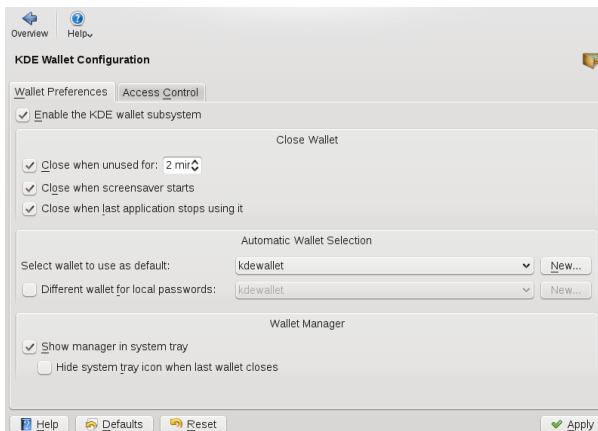 Overview Help
KDE Wallet Configuration
Wallet Preferences Access Control
Enable the KDE wallet subsystem
Close Wallet
Close when unused for: 2 min
Close when screensaver starts
Close when last application stops using it
Automatic Wallet Selection
Select wallet to use as default: kdewallet New...
Different wallet for local passwords: kdewallet New...
Wallet Manager
Show manager in system tray
Hide system tray icon when last wallet closes
Help Defaults Reset Apply